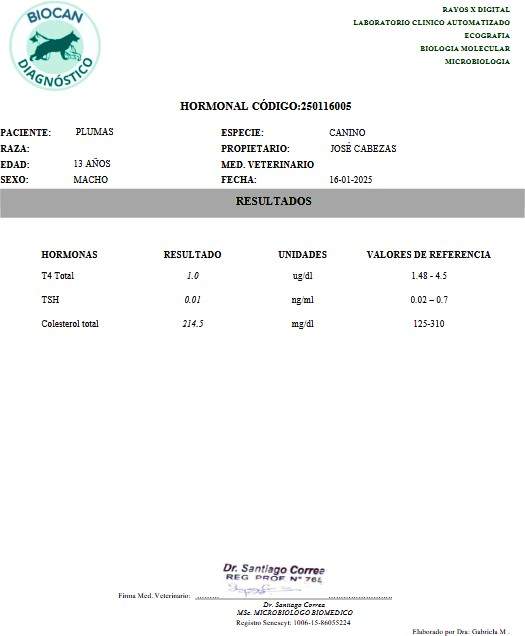 BIOCAN
DIAGNÓSTICO
RAYOS X DIGITAL
LABORATORIO CLINICO AUTOMATIZADO
ECOGRAFIA
BIOLOGIA MOLECULAR
MICROBIOLOGIA
HORMONAL CÓDIGO:250116005
PACIENTE: PLUMAS ESPECIE: CANINO
RAZA: PROPIETARIO: JOSÉ CABEZAS
EDAD: 13 AÑOS MED. VETERINARIO
SEXO: MACHO FECHA: 16-01-2025
RESULTADOS
HORMONAS RESULTADO UNIDADES VALORES DE REFERENCIA
T4 Total 1.0 ug/dl 1.48 - 4.5
TSH 0.01 ng/ml 0.02 – 0.7
Colesterol total 214.5 mg/dl 125-310
Dr. Santiago Correa
REG. PROF N° 764
Firma Med. Veterinario:
Dr. Santiago Correa
MSc. MICROBIOLOGO BIOMEDICO
Registro Senescyt: 1006-15-86055224
Elaborado por Dra: Gabriela M .